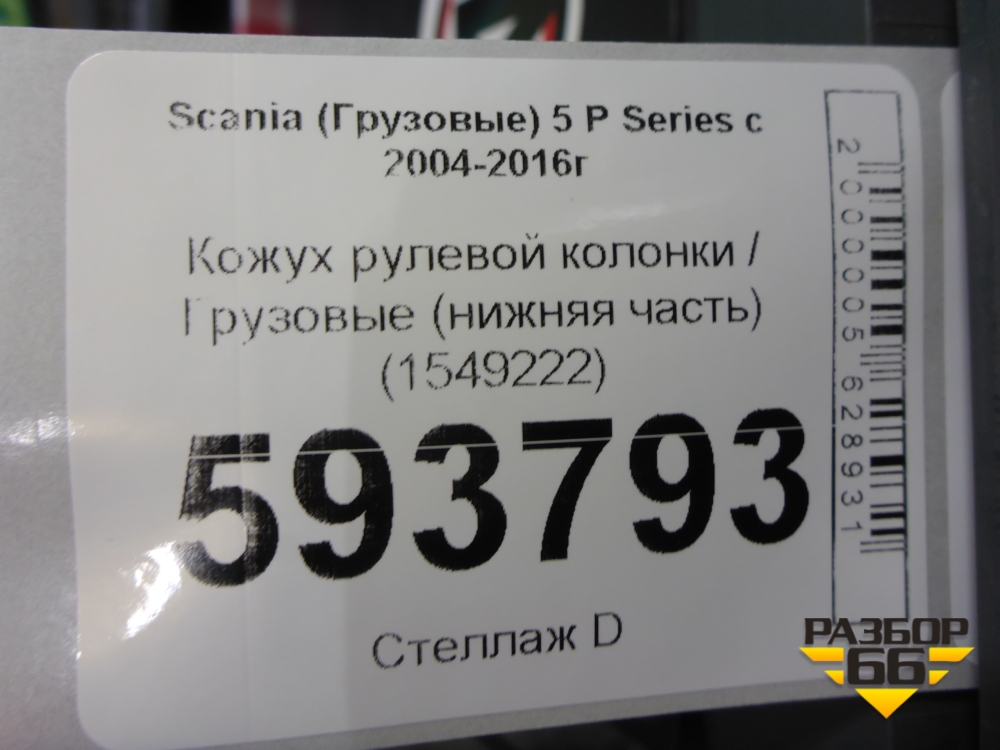 Scania (Грузовые) 5 P Series с
2004-2016г
Кожух рулевой колонки /
Грузовые (нижняя часть)
(1549222)
593793
Стеллаж D
2000005628931
РАЗБОР
66